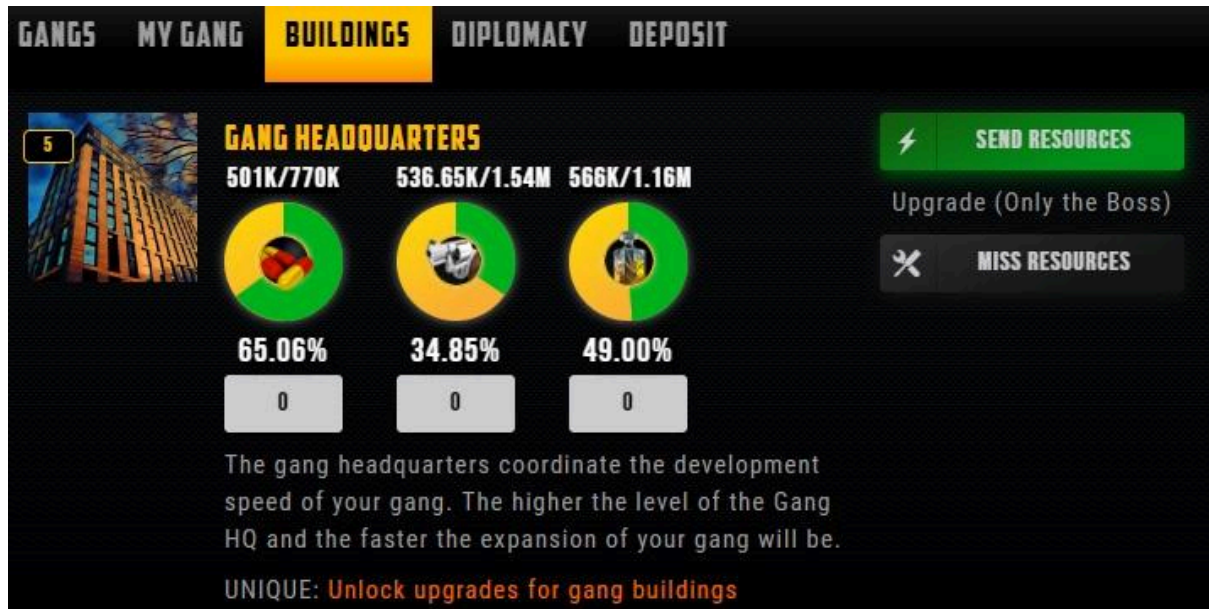 GANGS MY GANG BUILDINGS DIPLOMACY DEPOSIT
5
GANG HEADQUARTERS
501K/770K 536.65K/1.54M 566K/1.16M
65.06% 34.85% 49.00%
0 0 0
The gang headquarters coordinate the development
speed of your gang. The higher the level of the Gang
HQ and the faster the expansion of your gang will be.
UNIQUE: Unlock upgrades for gang buildings
SEND RESOURCES
Upgrade (Only the Boss)
MISS RESOURCES